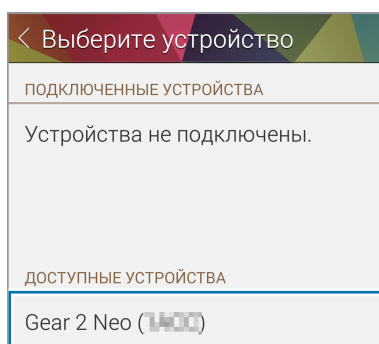 Выберите устройство
ПОДКЛЮЧЕННЫЕ УСТРОЙСТВА
Устройства не подключены.
ДОСТУПНЫЕ УСТРОЙСТВА
Gear 2 Neo ()